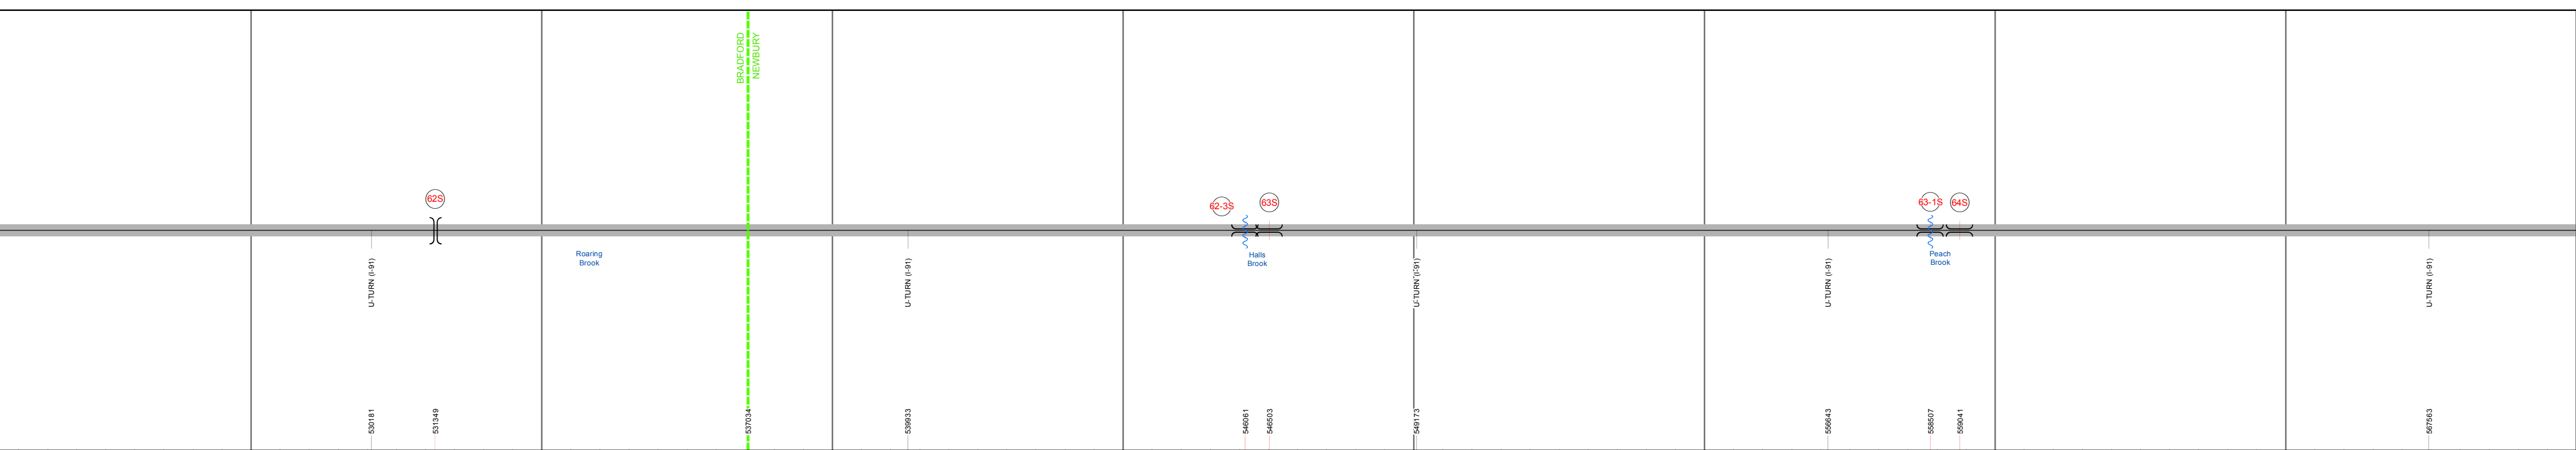 BRADFORD
NEWBURY
62S
62-3S
63S
63-1S
64S
Roaring
Brook
Halls
Brook
Peach
Brook
U-TURN (I-91)
U-TURN (I-91)
U-TURN (I-91)
U-TURN (I-91)
U-TURN (I-91)
530181
531349
537034
539933
546061
546503
549173
556643
558507
559041
567563